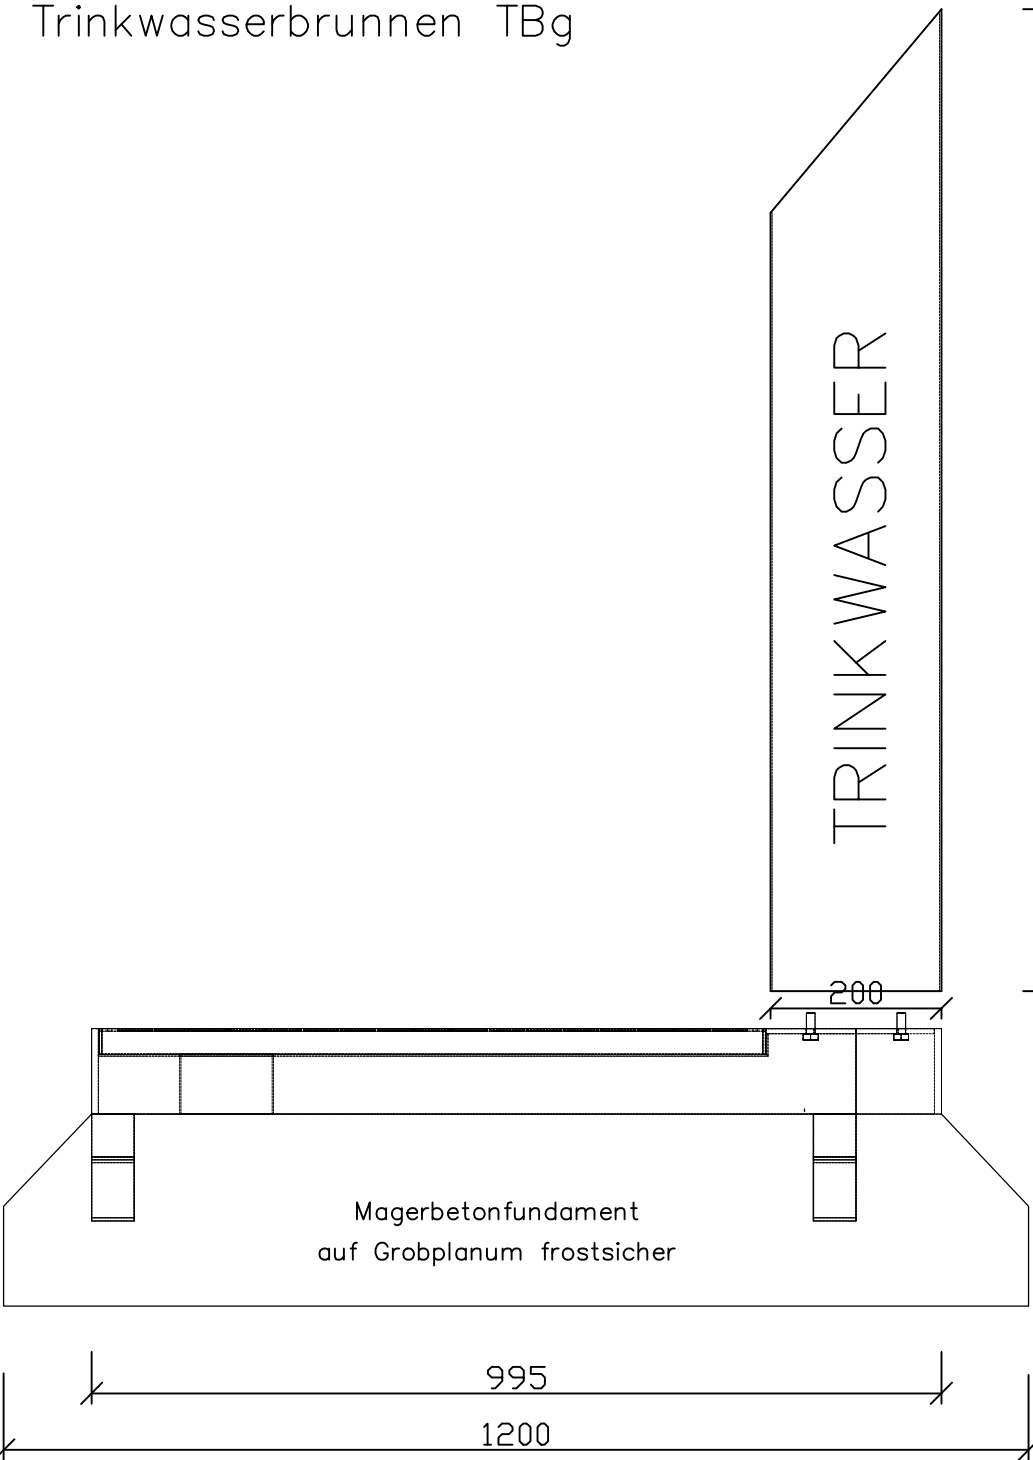 Trinkwasserbrunnen TBg
TRINKWASSER
200
Magerbetonfundament
auf Grobplanum frostsicher
995
1200